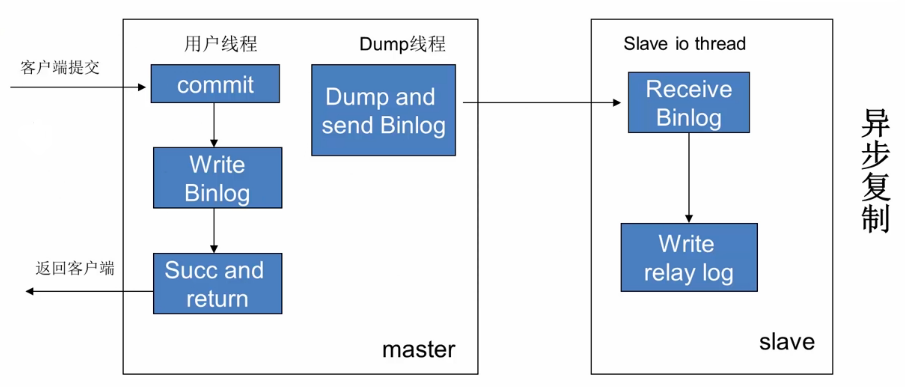 用户线程
Dump线程
Slave io thread
客户端提交
commit
Dump and
send Binlog
Receive
Binlog
Write
Binlog
Write
relay log
返回客户端
Succ and
return
master
slave
异步复制